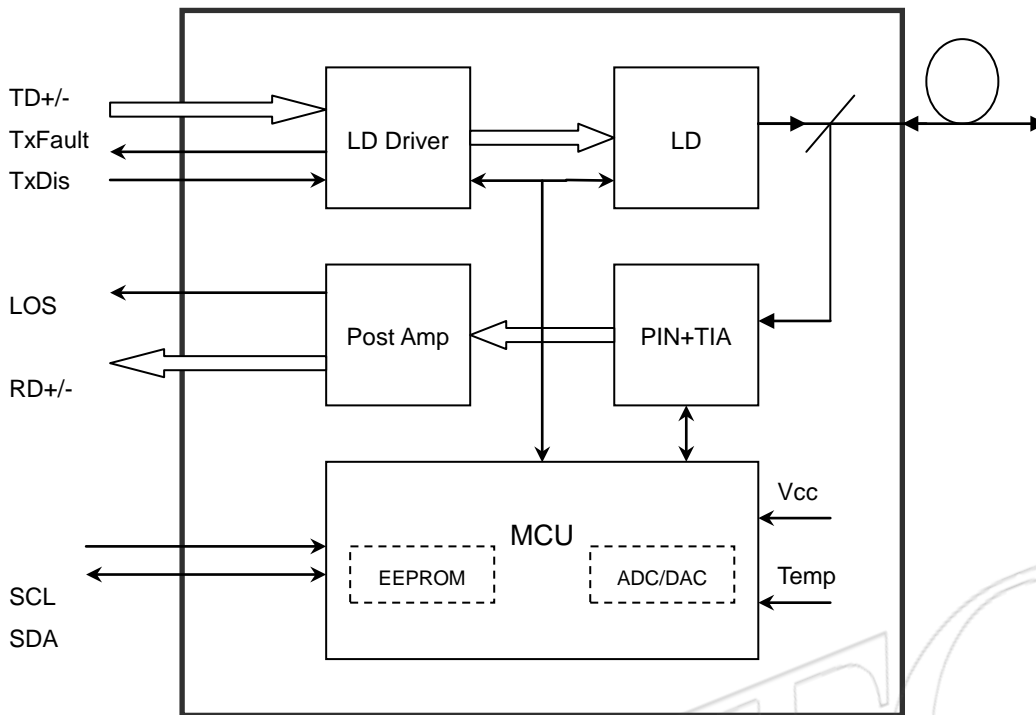 TD+/-
TxFault
TxDis
LD Driver
LD
LOS
RD+/-
Post Amp
PIN+TIA
Vcc
MCU
EEPROM
ADC/DAC
Temp
SCL
SDA